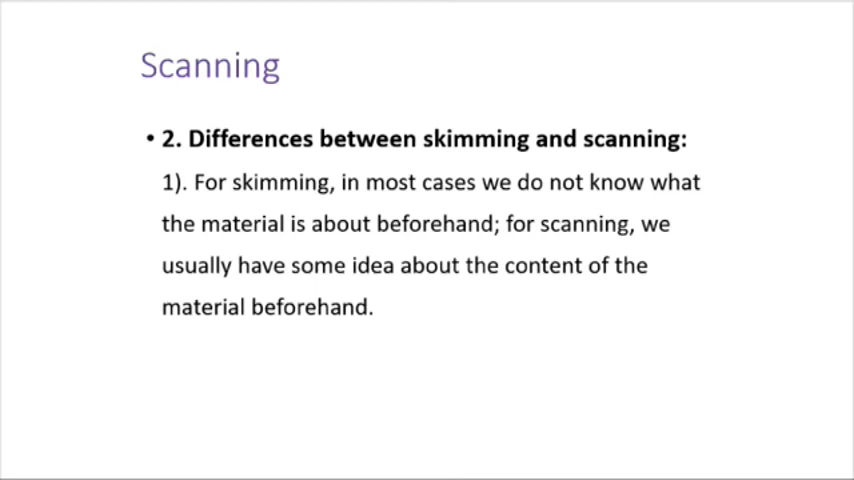 Scanning
• 2. Differences between skimming and scanning:
1). For skimming, in most cases we do not know what
the material is about beforehand; for scanning, we
usually have some idea about the content of the
material beforehand.